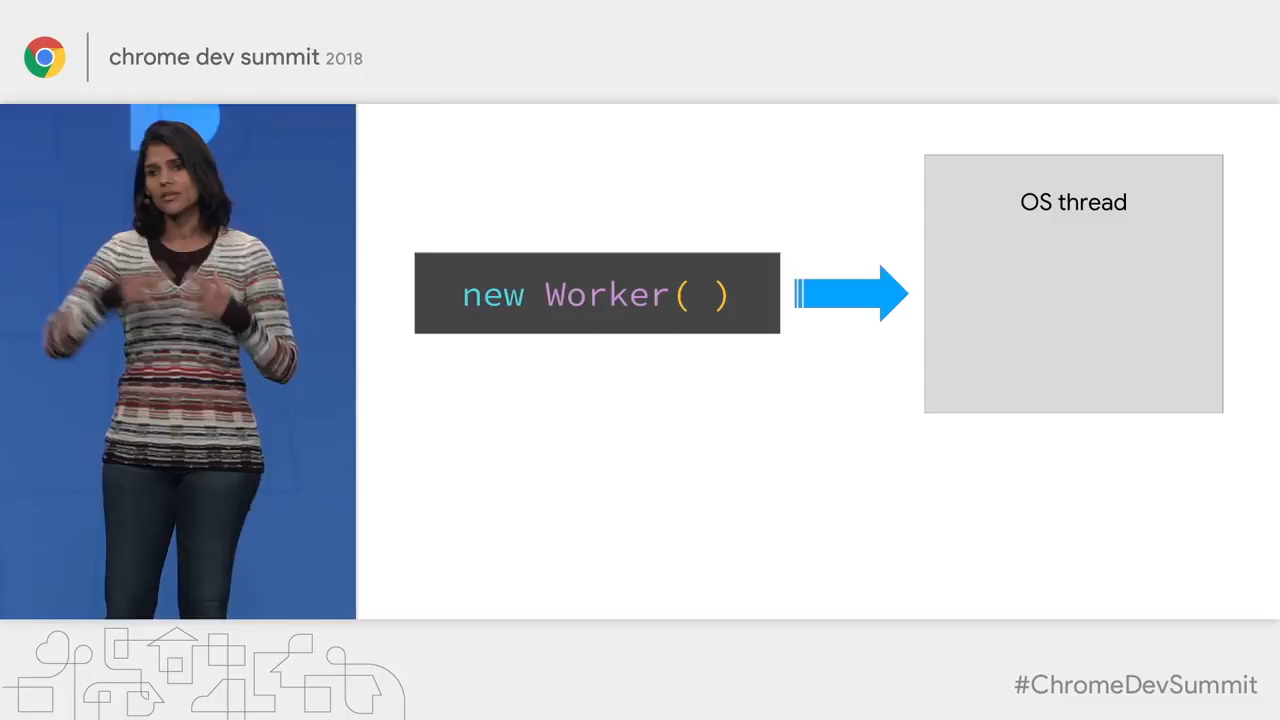 chrome dev summit 2018
OS thread
new Worker( )
#ChromeDevSummit